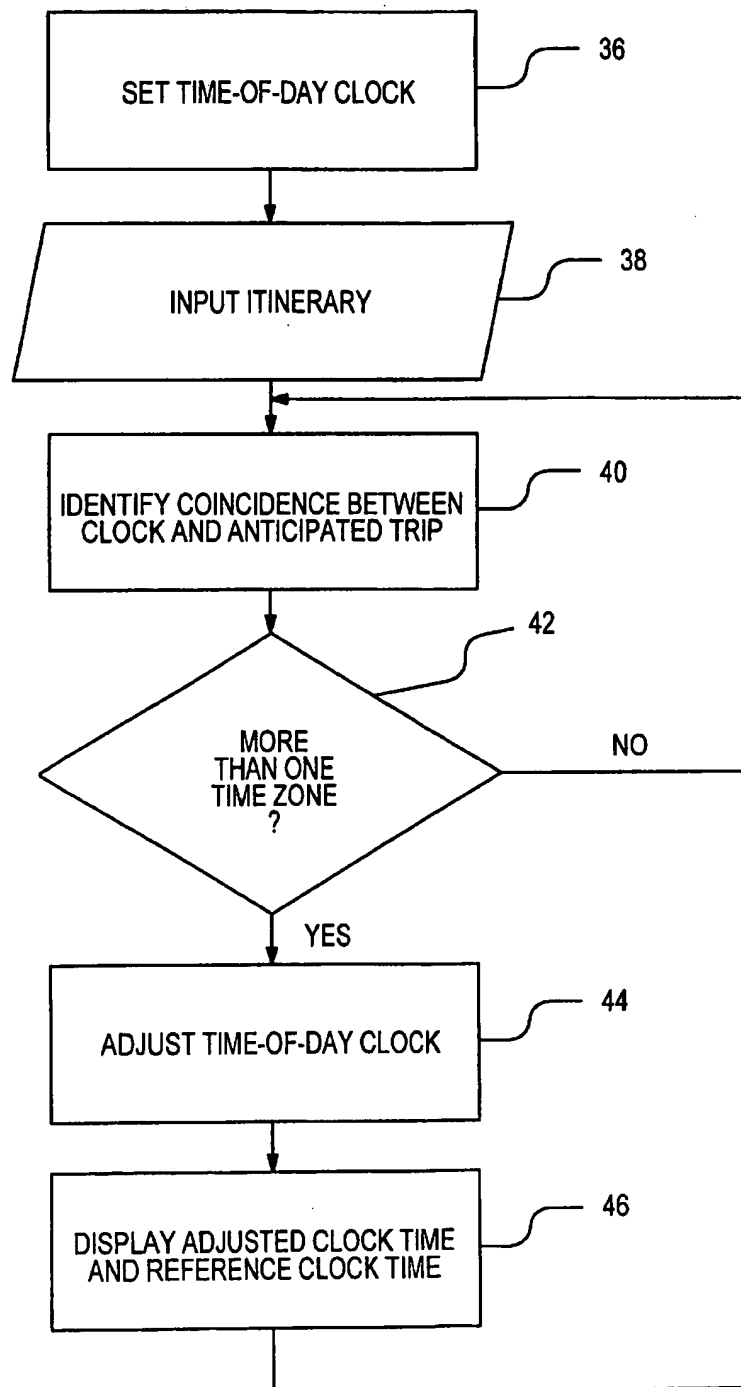 SET TIME-OF-DAY CLOCK
36
INPUT ITINERARY
38
IDENTIFY COINCIDENCE BETWEEN
CLOCK AND ANTICIPATED TRIP
40
42
MORE
THAN ONE
TIME ZONE
?
NO
YES
ADJUST TIME-OF-DAY CLOCK
44
DISPLAY ADJUSTED CLOCK TIME
AND REFERENCE CLOCK TIME
46